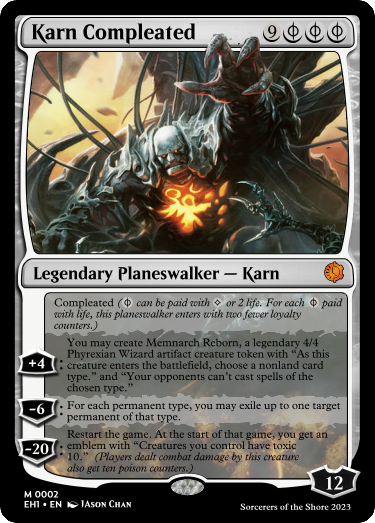 Karn Compleated 9
Legendary Planeswalker — Karn
Compleated (Φ can be paid with ◇ or 2 life. For each Φ paid
with life, this planeswalker enters with two fewer loyalty
counters.)
+4: You may create Memnarch Reborn, a legendary 4/4
Phyrexian Wizard artifact creature token with “As this
creature enters the battlefield, choose a nonland card
type.” and “Your opponents can't cast spells of the
chosen type.”
-6: For each permanent type, you may exile up to one target
permanent of that type.
-20: Restart the game. At the start of that game, you get an
emblem with “Creatures you control have toxic
10.” (Players dealt combat damage by this creature
also get ten poison counters.)
12
M 0002
EH1 • EN Jason Chan
Sorcerers of the Shore 2023